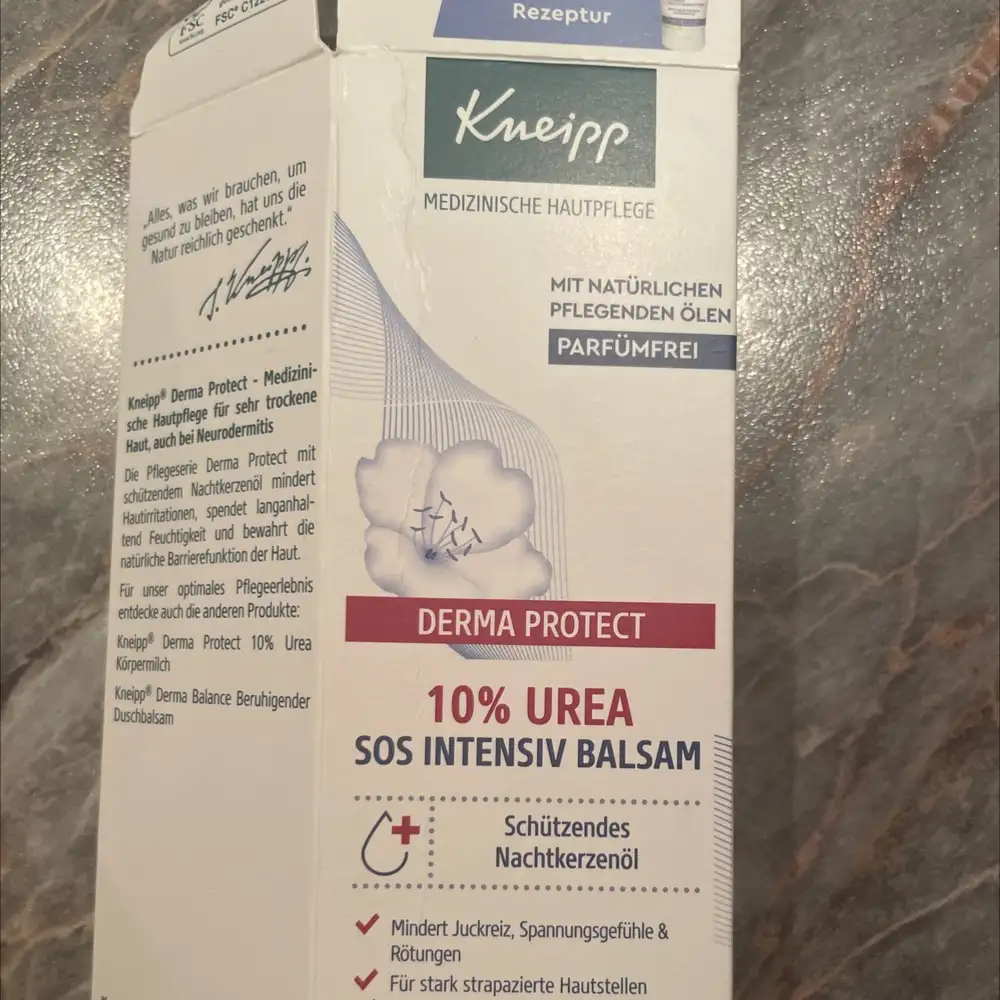 FSC
Rezeptur
Kneipp
MEDIZINISCHE HAUTPFLEGE
MIT NATÜRLICHEN
PFLEGENDEN ÖLEN
PARFÜMFREI
DERMA PROTECT
10% UREA
SOS INTENSIV BALSAM
Schützendes
Nachtkerzenöl
Mindert Juckreiz, Spannungsgefühle &
Rötungen
Für stark strapazierte Hautstellen
„Alles, was wir brauchen, um
gesund zu bleiben, hat uns die
Natur reichlich geschenkt.“
S. Kneipp.
Kneipp® Derma Protect - Medizini-
sche Hautpflege für sehr trockene
Haut, auch bei Neurodermitis
Die Pflegeserie Derma Protect mit
schützendem Nachtkerzenöl mindert
Hautirritationen, spendet langanhal-
tend Feuchtigkeit und bewahrt die
natürliche Barrierefunktion der Haut.
Für unser optimales Pflegeerlebnis
entdecke auch die anderen Produkte:
Kneipp® Derma Protect 10% Urea
Körpermilch
Kneipp® Derma Balance Beruhigender
Duschbalsam